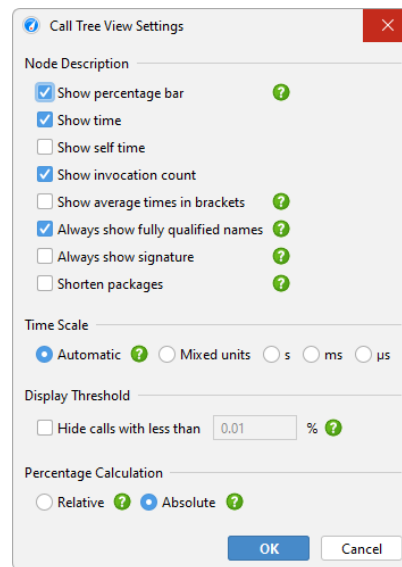 Call Tree View Settings
Node Description
Show percentage bar ?
Show time
Show self time
Show invocation count
Show average times in brackets ?
Always show fully qualified names ?
Always show signature ?
Shorten packages ?
Time Scale
Automatic ? Mixed units s ms µs
Display Threshold
Hide calls with less than 0.01 % ?
Percentage Calculation
Relative ? Absolute ?
OK Cancel